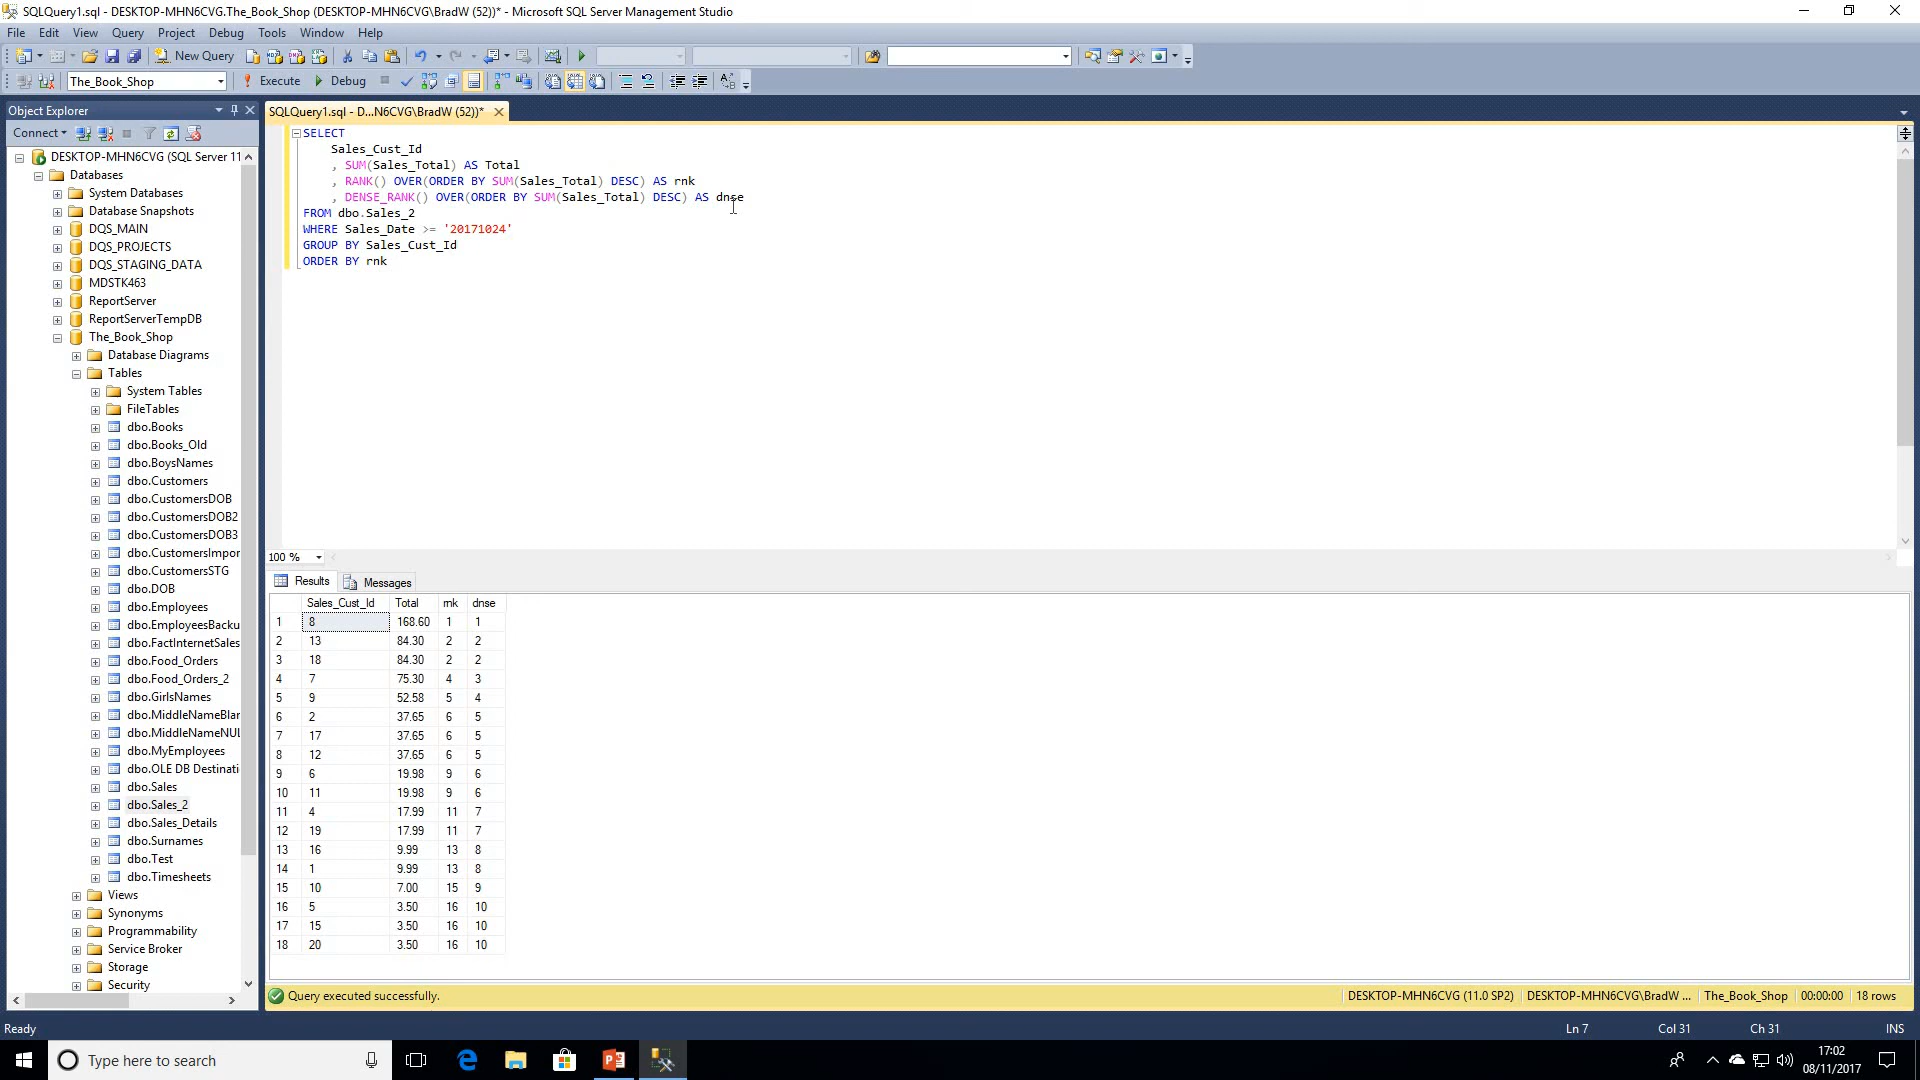 SQLQuery1.sql - DESKTOP-MHN6CVG.The_Book_Shop (DESKTOP-MHN6CVG\BradW (52))* - Microsoft SQL Server Management Studio
File Edit View Query Project Debug Tools Window Help
New Query
The_Book_Shop Execute Debug
Object Explorer
SQLQuery1.sql - D...N6CVG\BradW (52))*
Connect
DESKTOP-MHN6CVG (SQL Server 11
Databases
System Databases
Database Snapshots
DQS_MAIN
DQS_PROJECTS
DQS_STAGING_DATA
MDSTK463
ReportServer
ReportServerTempDB
The_Book_Shop
Database Diagrams
Tables
System Tables
FileTables
dbo.Books
dbo.Books_Old
dbo.BoysNames
dbo.Customers
dbo.CustomersDOB
dbo.CustomersDOB2
dbo.CustomersDOB3
dbo.CustomersImpor
dbo.CustomersSTG
dbo.DOB
dbo.Employees
dbo.EmployeesBacku
dbo.FactInternetSales
dbo.Food_Orders
dbo.Food_Orders_2
dbo.GirlsNames
dbo.MiddleNameBlar
dbo.MiddleNameNUL
dbo.MyEmployees
dbo.OLE DB Destinati
dbo.Sales
dbo.Sales_2
dbo.Sales_Details
dbo.Surnames
dbo.Test
dbo.Timesheets
Views
Synonyms
Programmability
Service Broker
Storage
Security
SELECT
Sales_Cust_Id
, SUM(Sales_Total) AS Total
, RANK() OVER(ORDER BY SUM(Sales_Total) DESC) AS rnk
, DENSE_RANK() OVER(ORDER BY SUM(Sales_Total) DESC) AS dnse
FROM dbo.Sales_2
WHERE Sales_Date >= '20171024'
GROUP BY Sales_Cust_Id
ORDER BY rnk
100 %
Results Messages
Sales_Cust_Id Total rnk dnse
1 8 168.60 1 1
2 13 84.30 2 2
3 18 84.30 2 2
4 7 75.30 4 3
5 9 52.58 5 4
6 2 37.65 6 5
7 17 37.65 6 5
8 12 37.65 6 5
9 6 19.98 9 6
10 11 19.98 9 6
11 4 17.99 11 7
12 19 17.99 11 7
13 16 9.99 13 8
14 1 9.99 13 8
15 10 7.00 15 9
16 5 3.50 16 10
17 15 3.50 16 10
18 20 3.50 16 10
Query executed successfully. DESKTOP-MHN6CVG (11.0 SP2) DESKTOP-MHN6CVG\BradW ... The_Book_Shop 00:00:00 18 rows
Ready Ln 7 Col 31 Ch 31 INS
Type here to search
17:02
08/11/2017